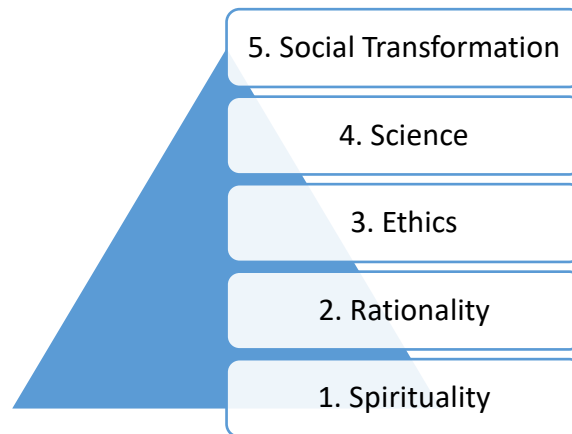 5. Social Transformation
4. Science
3. Ethics
2. Rationality
1. Spirituality